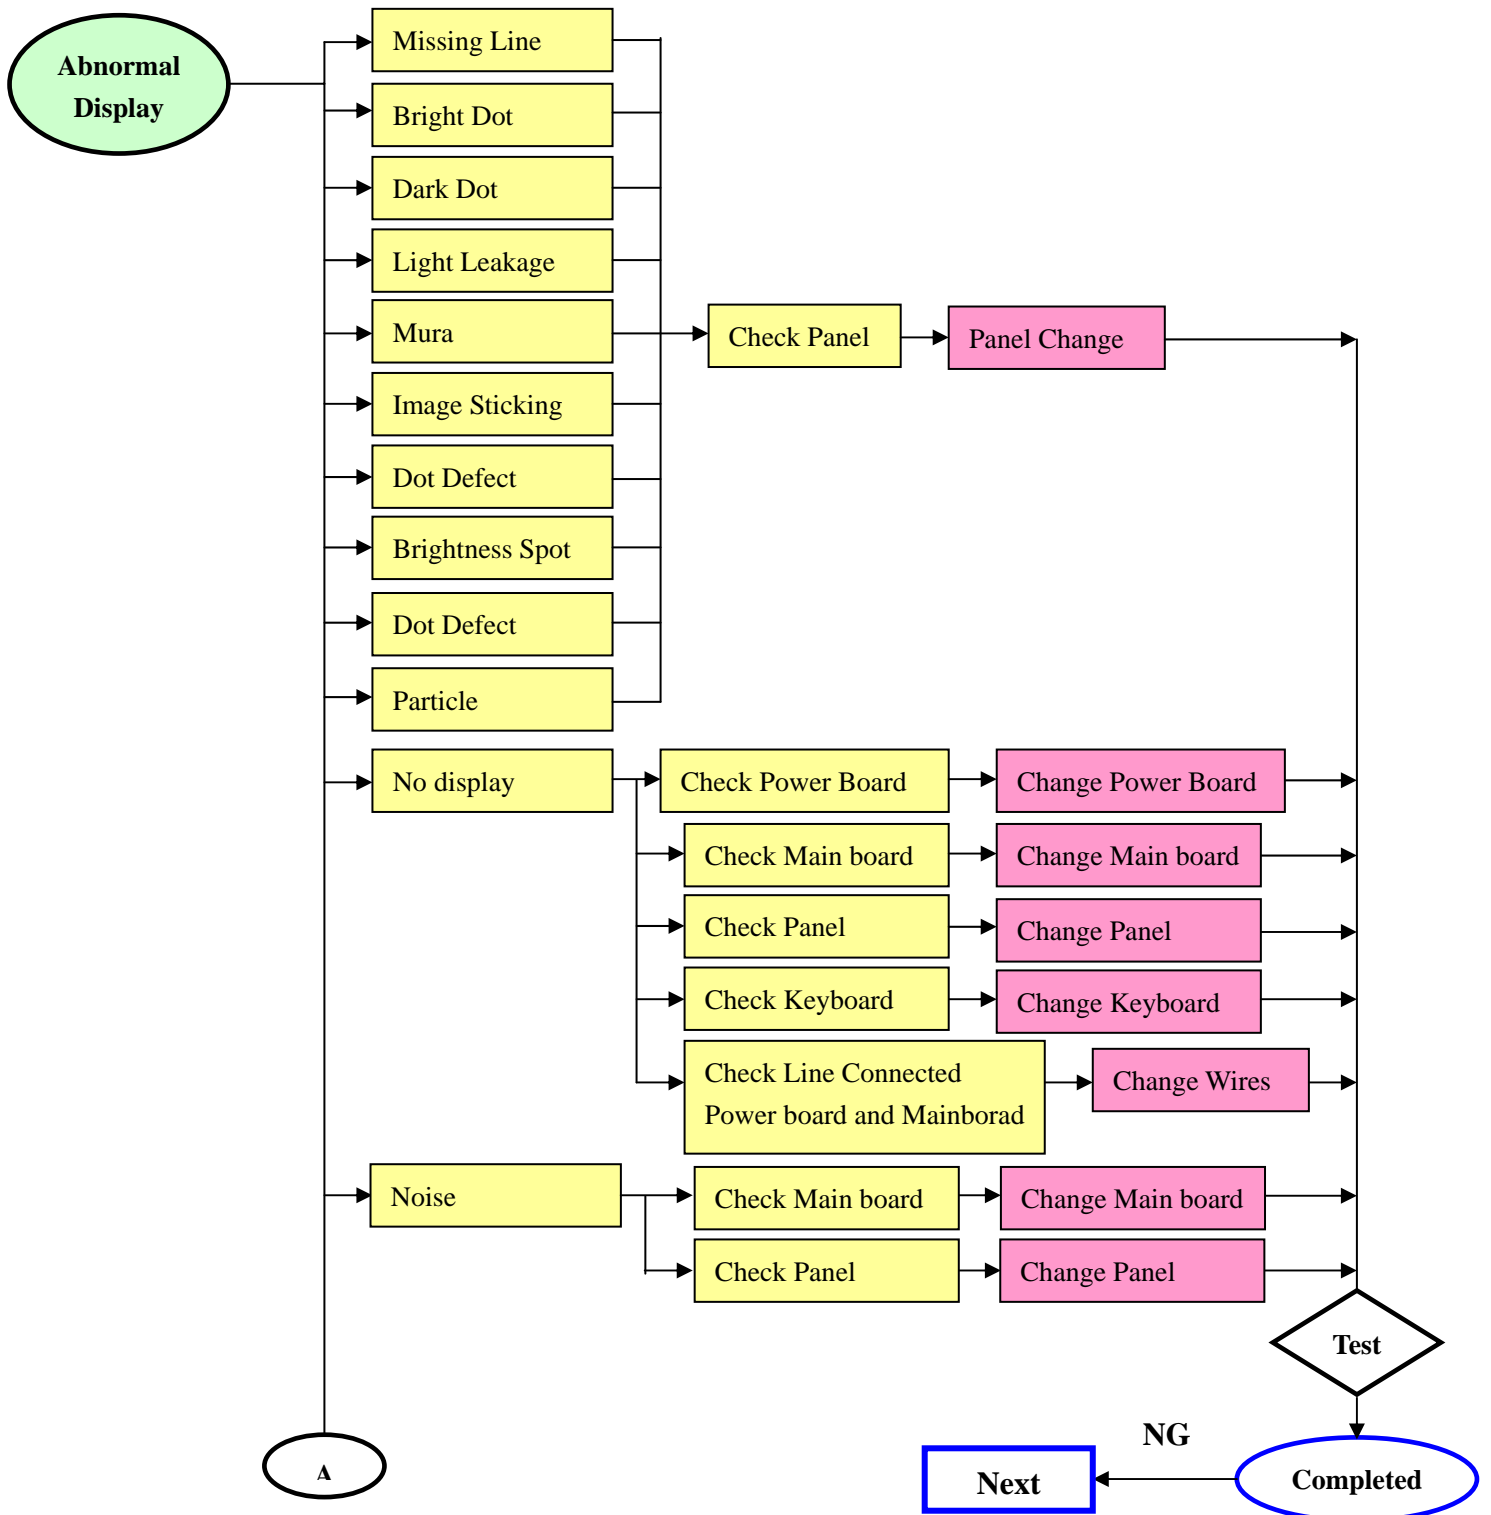 Abnormal
Display
Missing Line
Bright Dot
Dark Dot
Light Leakage
Mura
Check Panel
Panel Change
Image Sticking
Dot Defect
Brightness Spot
Dot Defect
Particle
No display
Check Power Board
Change Power Board
Check Main board
Change Main board
Check Panel
Change Panel
Check Keyboard
Change Keyboard
Check Line Connected
Power board and Mainborad
Change Wires
Noise
Check Main board
Change Main board
Check Panel
Change Panel
Test
NG
A
Next
Completed